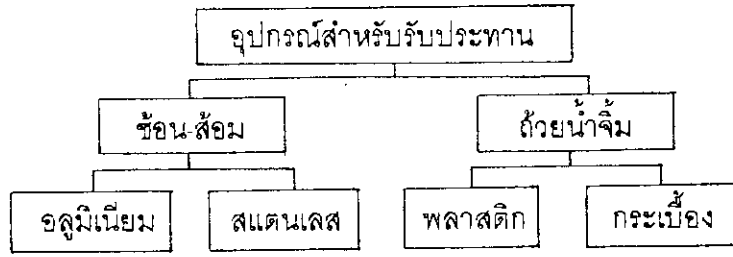 อุปกรณ์สำหรับรับประทาน
ช้อน-ส้อม
ถ้วยน้ำจิ้ม
อลูมิเนียม
สแตนเลส
พลาสติก
กระเบื้อง